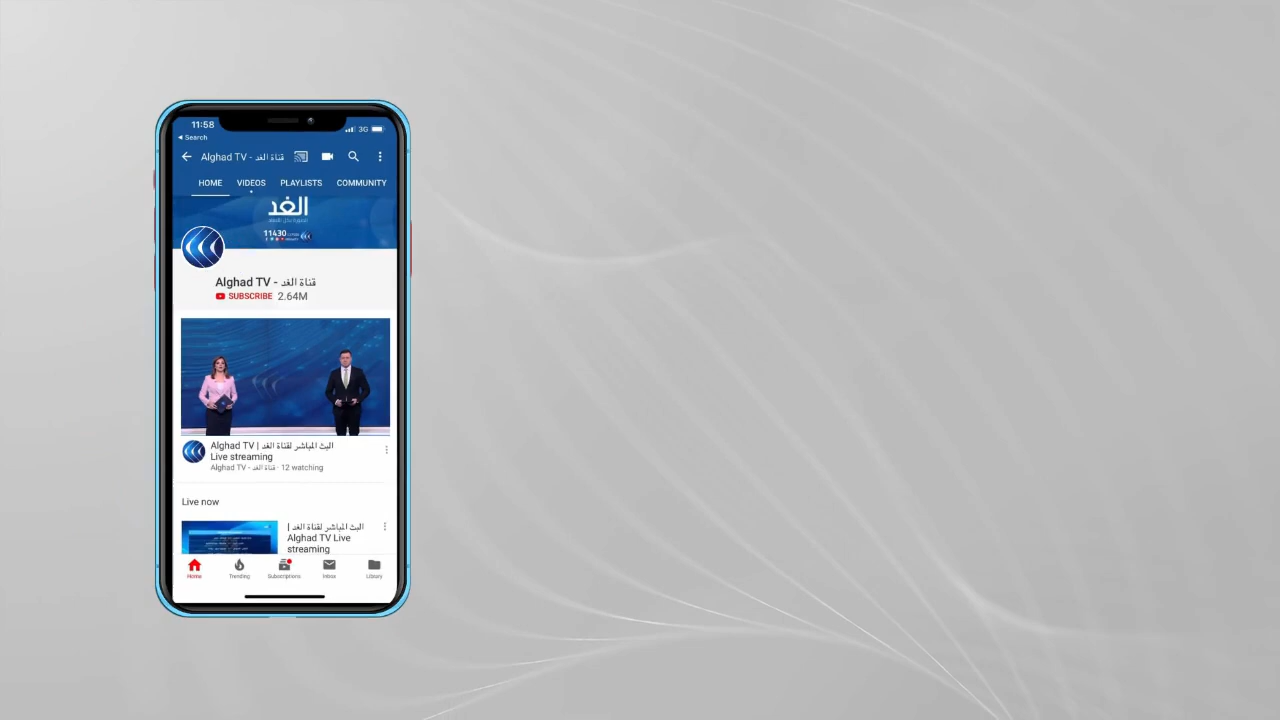 11:58
3G
Search
Alghad TV - قناة الغد
HOME VIDEOS PLAYLISTS COMMUNITY
الغد
11430
Alghad TV - قناة الغد
SUBSCRIBE 2.64M
Alghad TV | البث المباشر لقناة الغد
Live streaming
Alghad TV - قناة الغد · 12 watching
Live now
البث المباشر لقناة الغد |
Alghad TV Live
streaming
Home Trending Subscriptions Inbox Library